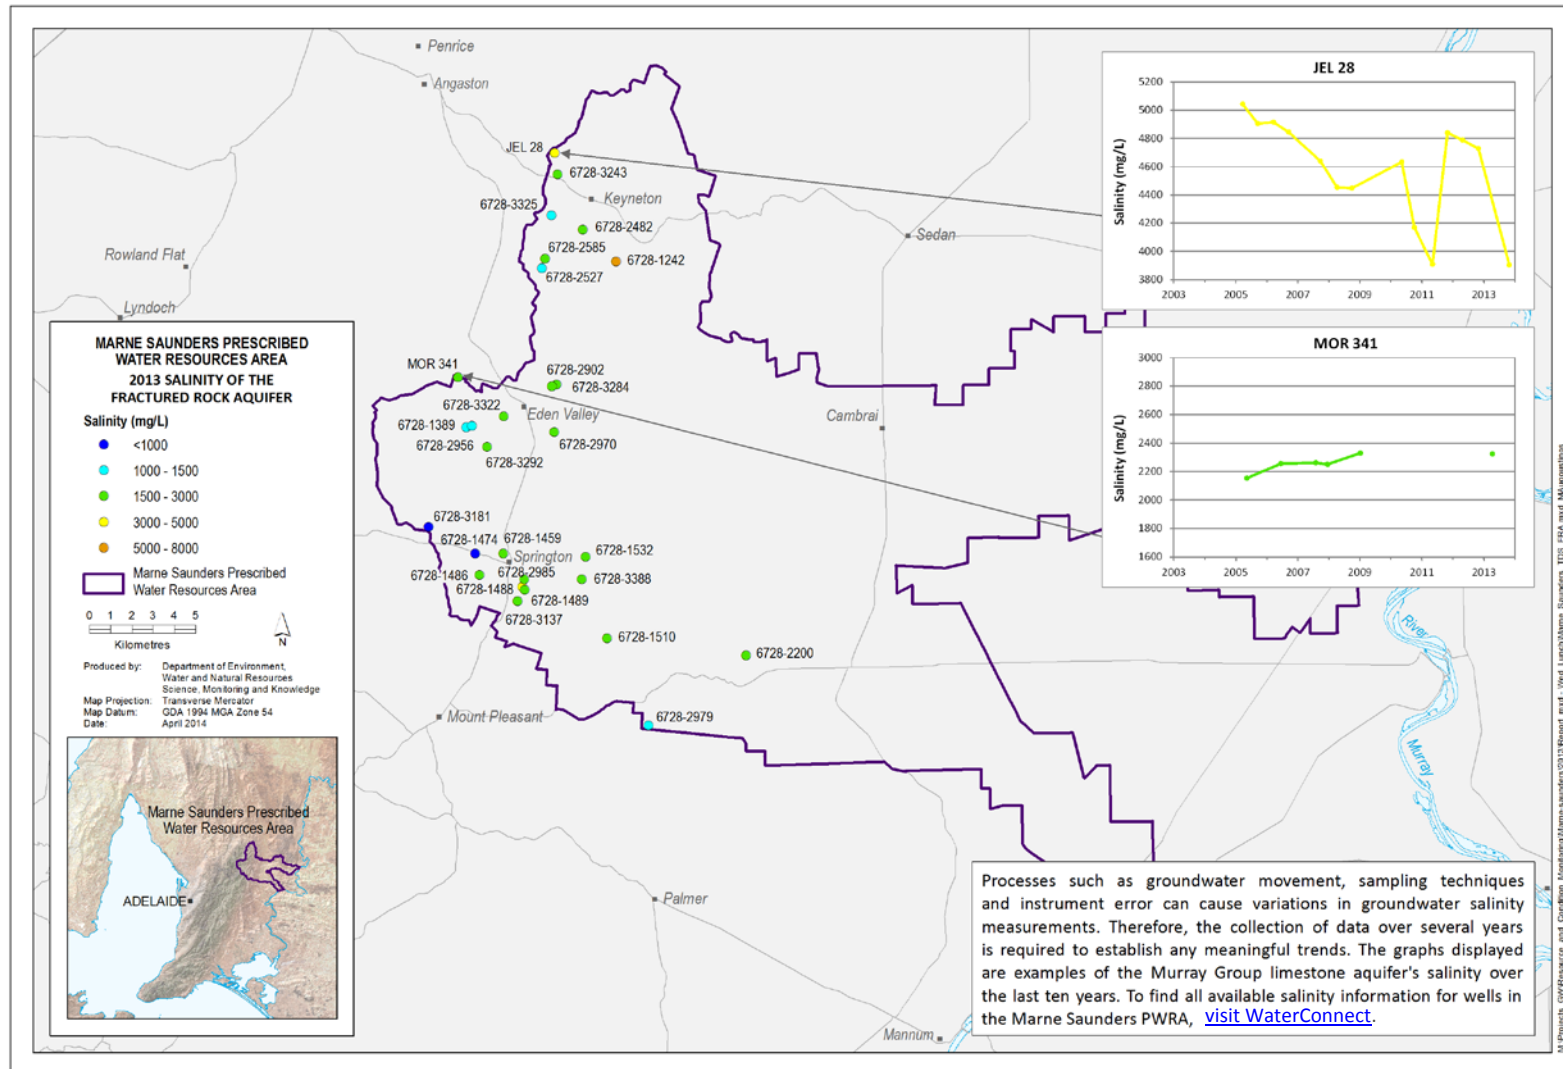 Penrice
Angaston
JEL 28
6728-3243
Keyneton
6728-3325
6728-2482
6728-2585
6728-1242
6728-2527
Sedan
Rowland Flat
Lyndoch
MOR 341
6728-2902
6728-3284
6728-3322
Eden Valley
6728-1389
6728-2956
6728-2970
6728-3292
Cambrai
6728-3181
6728-1474
6728-1459
Springton
6728-1532
6728-1486
6728-2985
6728-3388
6728-1488
6728-1489
6728-3137
6728-1510
6728-2200
6728-2979
Mount Pleasant
Palmer
Mannum
River
Murray
JEL 28
Salinity (mg/L)
5200
5000
4800
4600
4400
4200
4000
3800
2003 2005 2007 2009 2011 2013
MOR 341
Salinity (mg/L)
3000
2800
2600
2400
2200
2000
1800
1600
2003 2005 2007 2009 2011 2013
MARNE SAUNDERS PRESCRIBED
WATER RESOURCES AREA
2013 SALINITY OF THE
FRACTURED ROCK AQUIFER
Salinity (mg/L)
<1000
1000 - 1500
1500 - 3000
3000 - 5000
5000 - 8000
Marne Saunders Prescribed
Water Resources Area
0 1 2 3 4 5
Kilometres
N
Produced by: Department of Environment,
Water and Natural Resources
Science, Monitoring and Knowledge
Map Projection: Transverse Mercator
Map Datum: GDA 1994 MGA Zone 54
Date: April 2014
Marne Saunders Prescribed
Water Resources Area
ADELAIDE
Processes such as groundwater movement, sampling techniques
and instrument error can cause variations in groundwater salinity
measurements. Therefore, the collection of data over several years
is required to establish any meaningful trends. The graphs displayed
are examples of the Murray Group limestone aquifer's salinity over
the last ten years. To find all available salinity information for wells in
the Marne Saunders PWRA, visit WaterConnect.